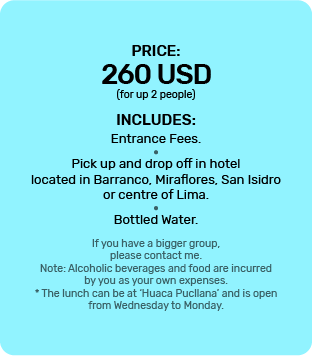 PRICE:
260 USD
(for up 2 people)
INCLUDES:
Entrance Fees.
•
Pick up and drop off in hotel
located in Barranco, Miraflores, San Isidro
or centre of Lima.
•
Bottled Water.
If you have a bigger group,
please contact me.
Note: Alcoholic beverages and food are incurred
by you as your own expenses.
* The lunch can be at ‘Huaca Pucllana’ and is open
from Wednesday to Monday.